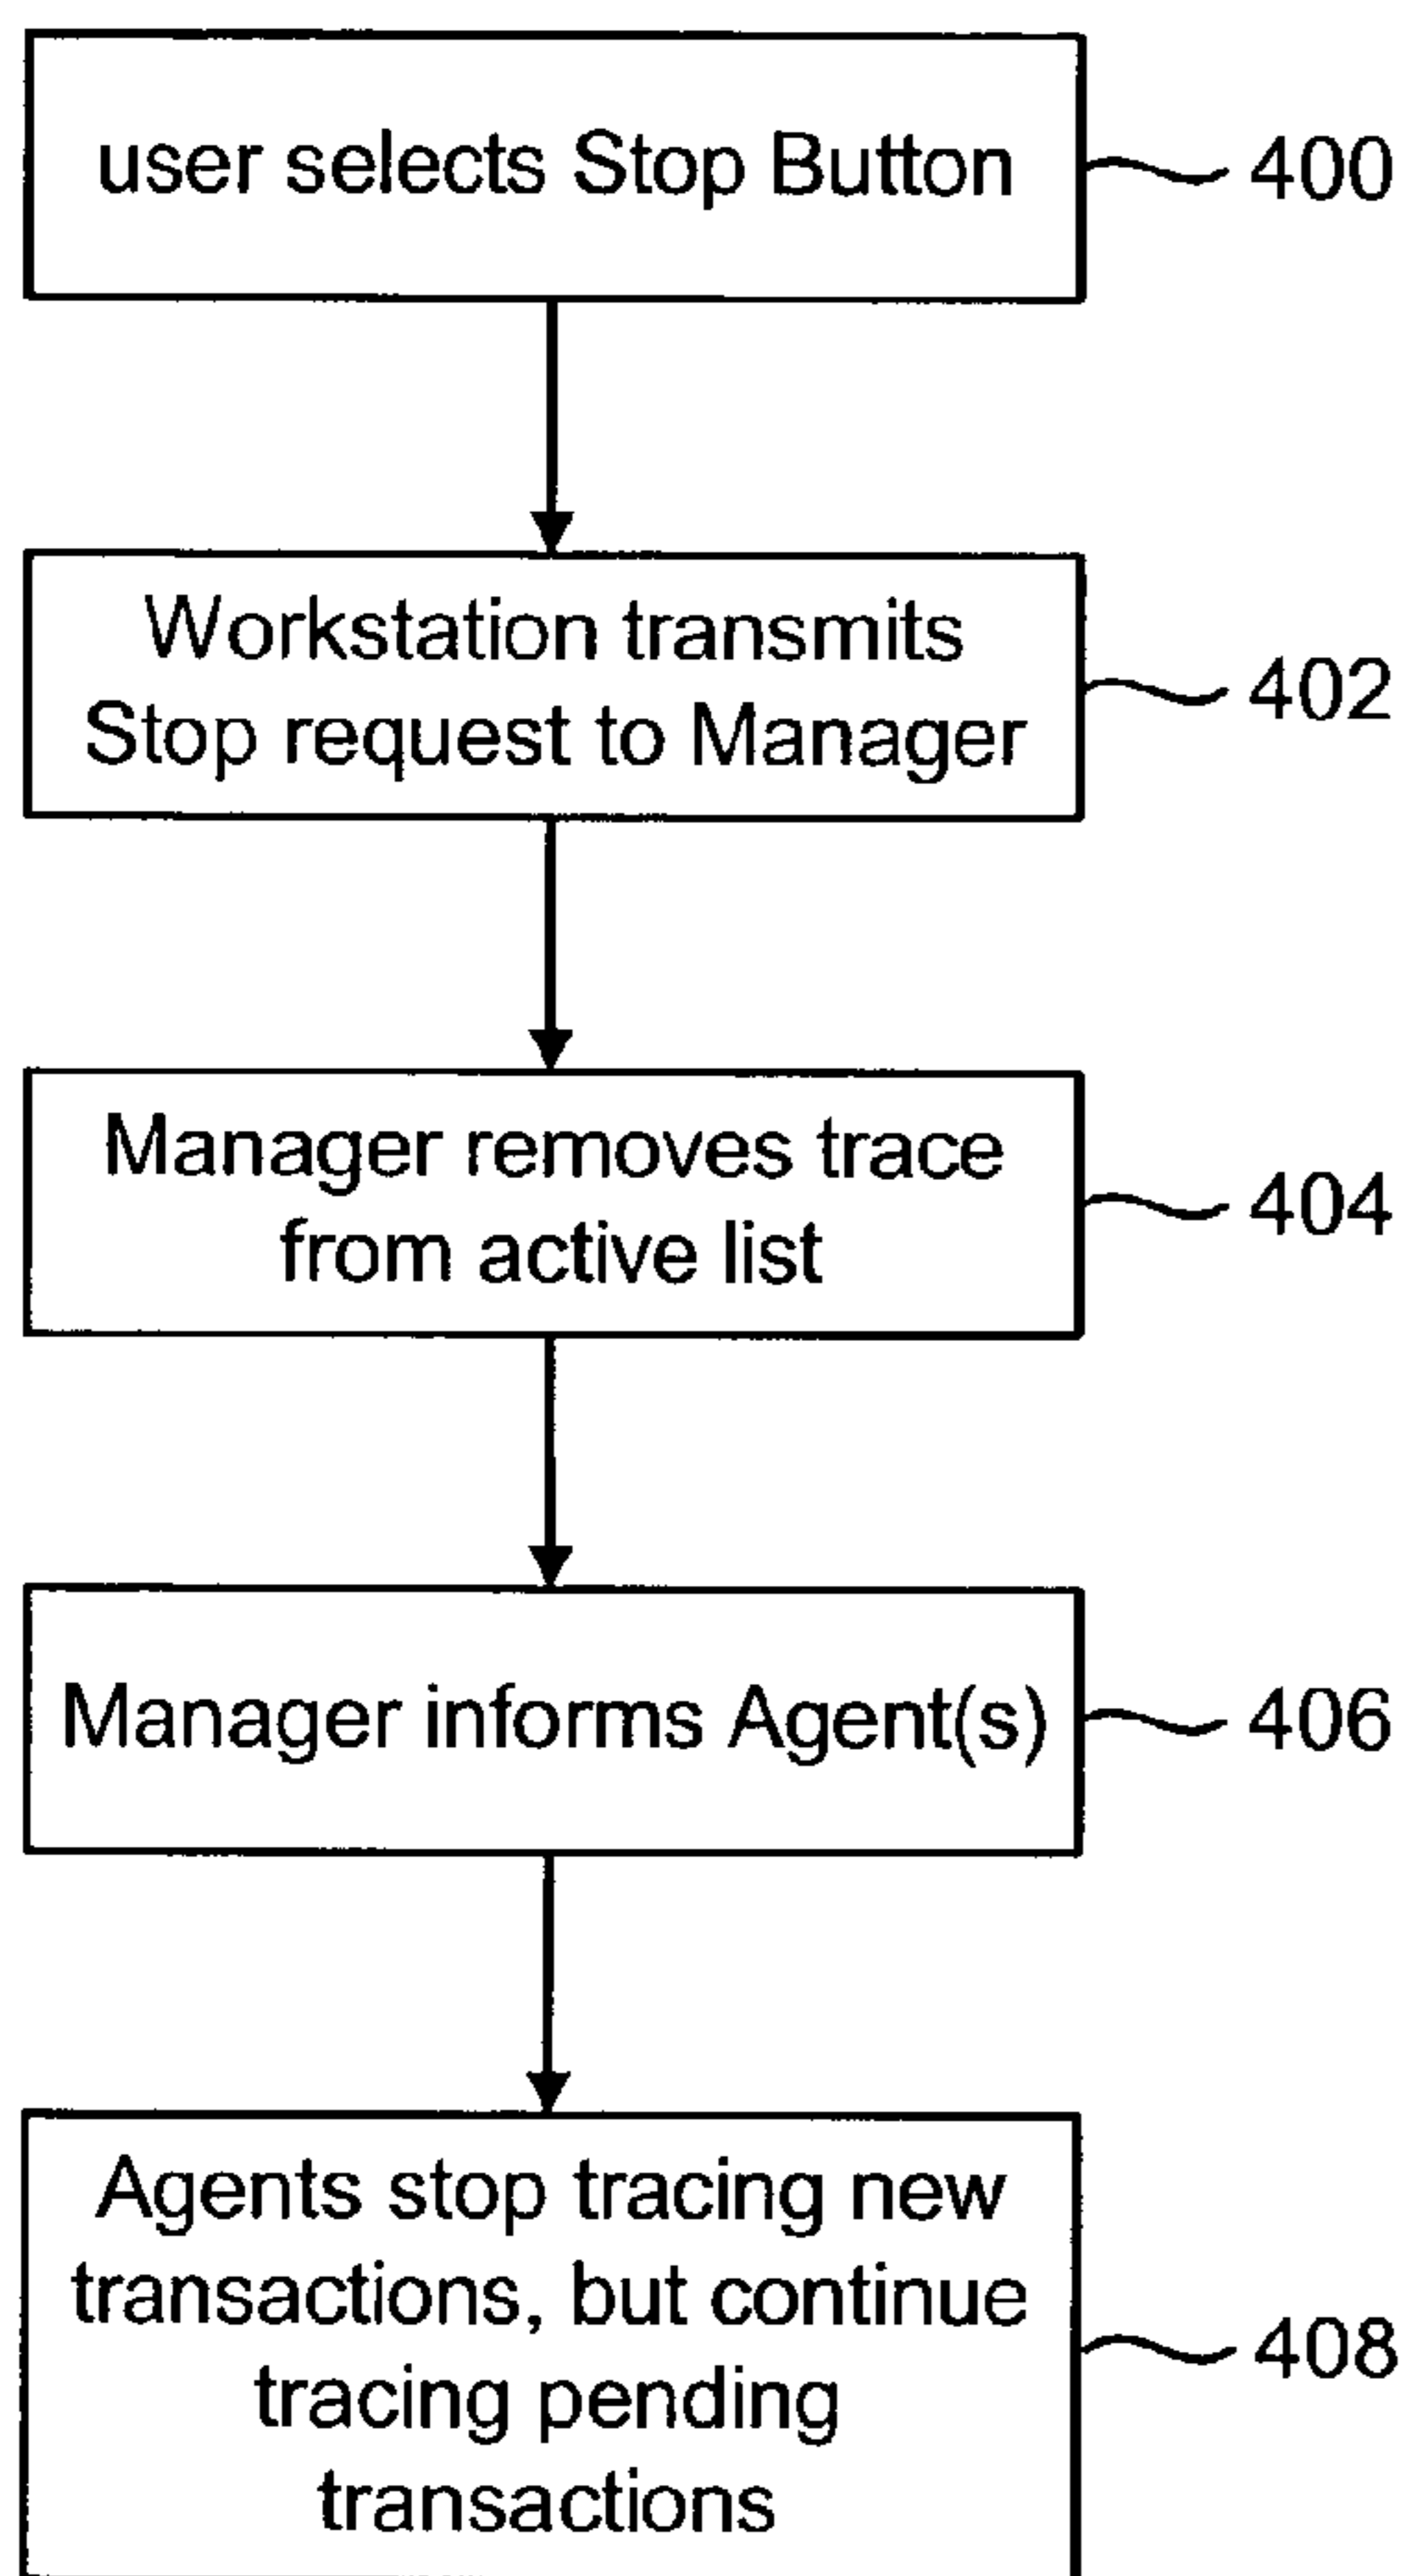 user selects Stop Button
400
Workstation transmits
Stop request to Manager
402
Manager removes trace
from active list
404
Manager informs Agent(s)
406
Agents stop tracing new
transactions, but continue
tracing pending
transactions
408